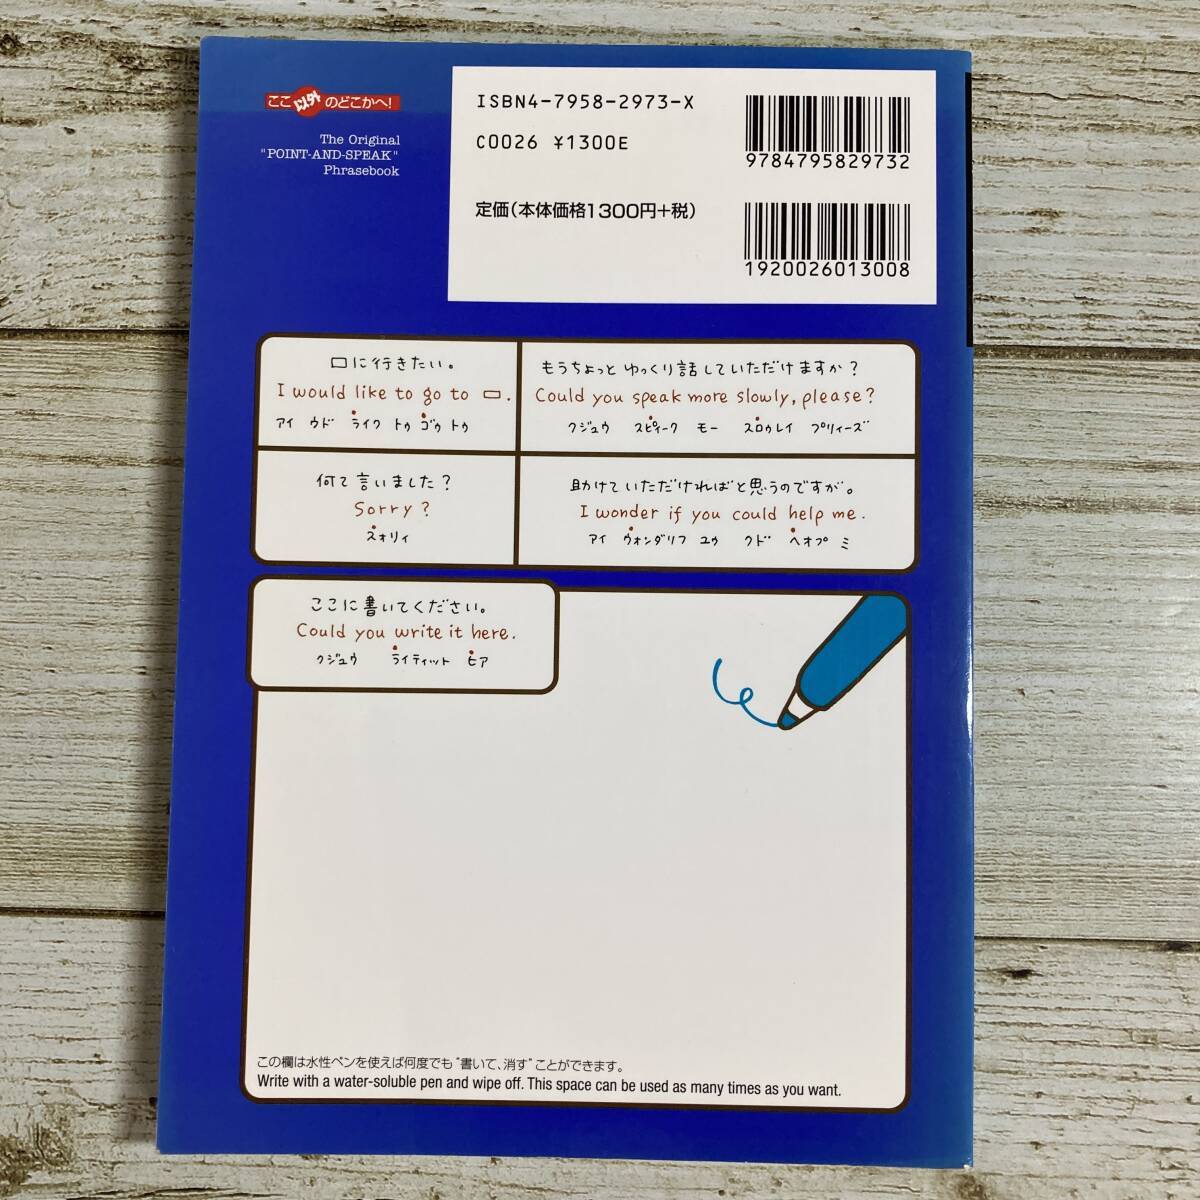 ここ以外のどこかへ!
The Original
"POINT-AND-SPEAK"
Phrasebook
ISBN4-7958-2973-X
C0026 ¥1300E
定価(本体価格1300円+税)
9784795829732
1920026013008
□に行きたい。
I would like to go to □.
アイ ウド ライク トゥ ゴゥ トゥ
もうちょっとゆっくり話していただけますか?
Could you speak more slowly, please?
クジュウ スピィーク モー スロゥレイ プリィーズ
何て言いました?
Sorry?
スォリィ
助けていただければと思うのですが。
I wonder if you could help me.
アイ ウォンダリフ ユゥ クド ヘオプ ミ
ここに書いてください。
Could you write it here.
クジュウ ライティット ヒア
この欄は水性ペンを使えば何度でも"書いて、消す"ことができます。
Write with a water-soluble pen and wipe off. This space can be used as many times as you want.